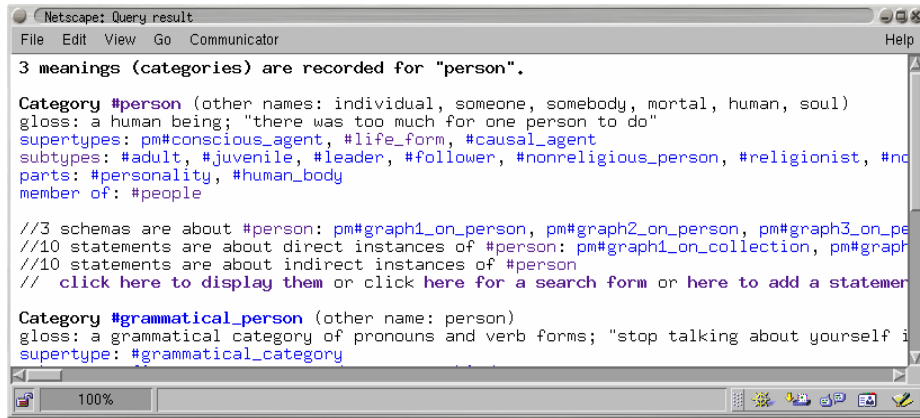 Netscape: Query result
File Edit View Go Communicator Help
3 meanings (categories) are recorded for "person".
Category #person (other names: individual, someone, somebody, mortal, human, soul)
gloss: a human being; "there was too much for one person to do"
supertypes: pm#conscious_agent, #life_form, #causal_agent
subtypes: #adult, #juvenile, #leader, #follower, #nonreligious_person, #religionist, #no
parts: #personality, #human_body
member of: #people
//3 schemas are about #person: pm#graph1_on_person, pm#graph2_on_person, pm#graph3_on_pe
//10 statements are about direct instances of #person: pm#graph1_on_collection, pm#graph
//10 statements are about indirect instances of #person
// click here to display them or click here for a search form or here to add a statemen
Category #grammatical_person (other name: person)
gloss: a grammatical category of pronouns and verb forms; "stop talking about yourself i
supertype: #grammatical_category
100%